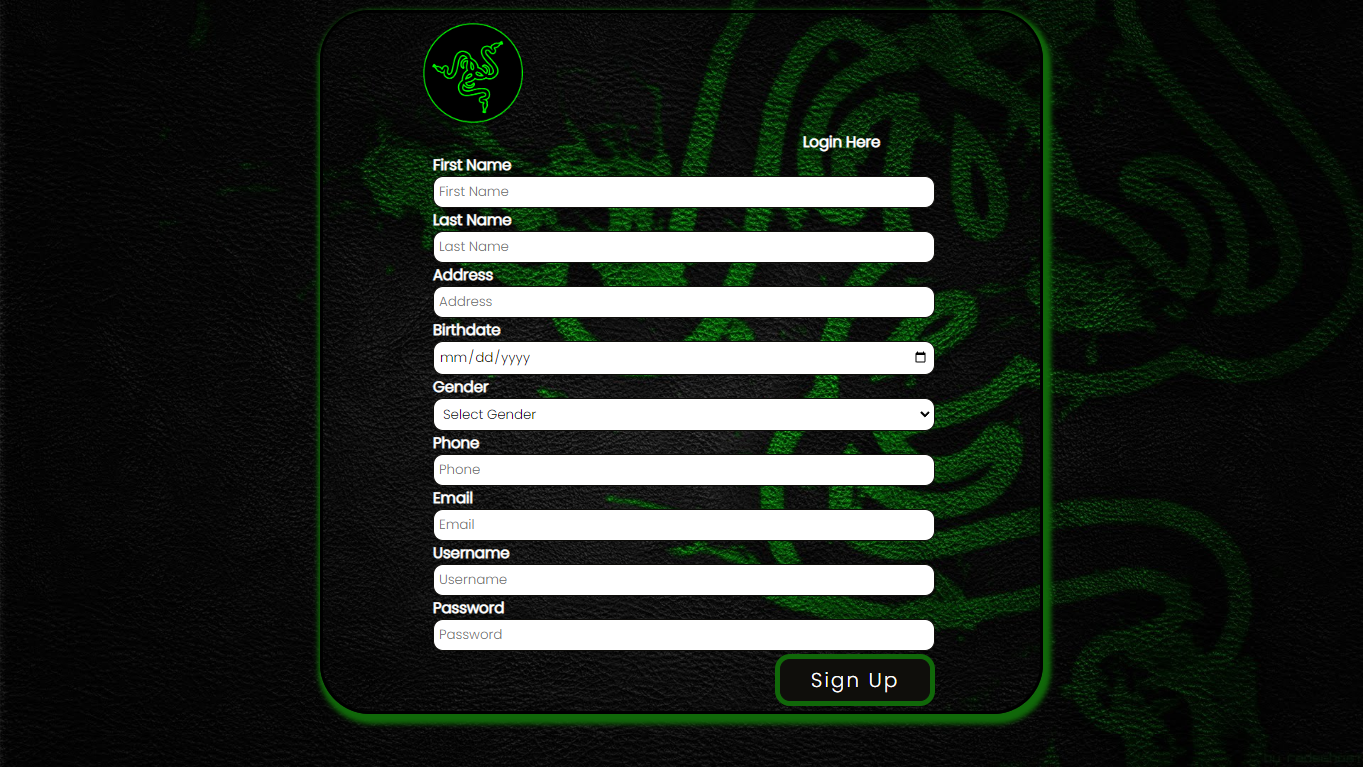 Login Here
First Name
First Name
Last Name
Last Name
Address
Address
Birthdate
mm/dd/yyyy
Gender
Select Gender
Phone
Phone
Email
Email
Username
Username
Password
Password
Sign Up